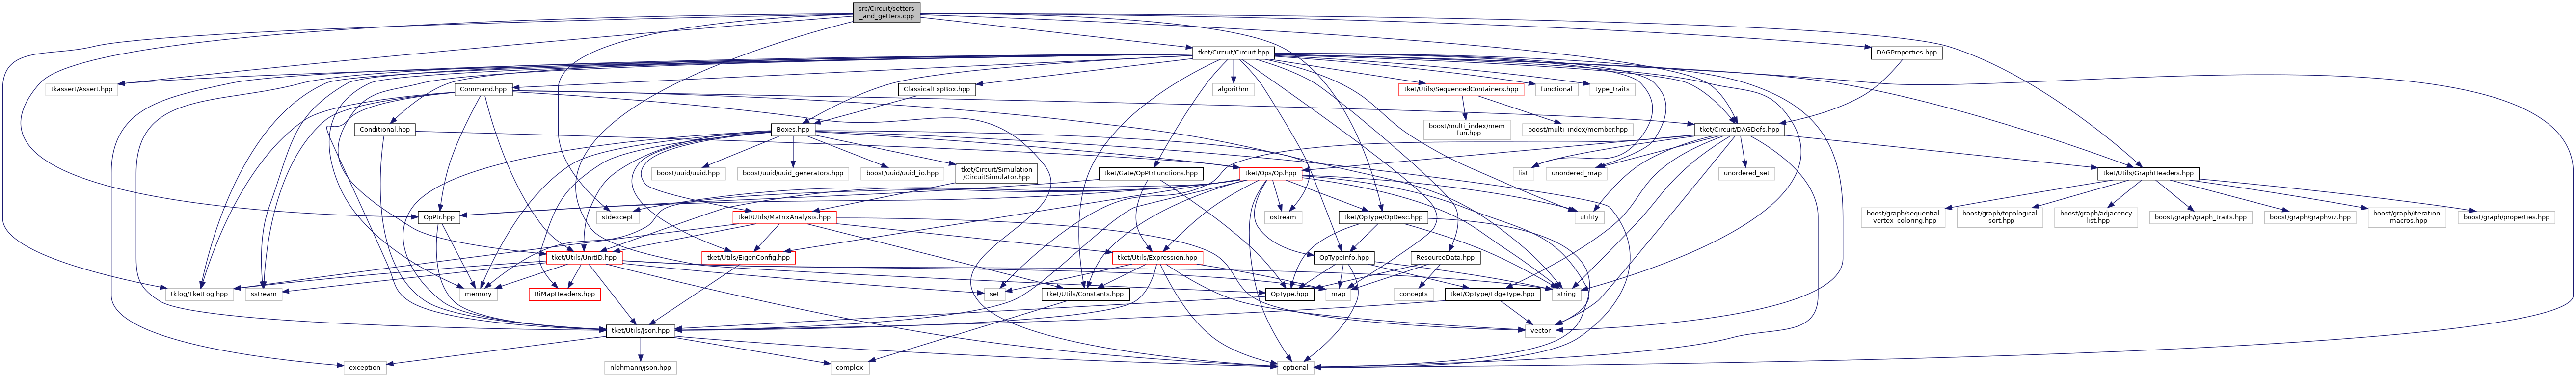 src/Circuit/setters
_and_getters.cpp
tket/Circuit/Circuit.hpp
DAGProperties.hpp
tkassert/Assert.hpp
Command.hpp
ClassicalExpBox.hpp
algorithm
tket/Utils/SequencedContainers.hpp
functional
type_traits
Conditional.hpp
Boxes.hpp
boost/multi_index/mem
_fun.hpp
boost/multi_index/member.hpp
tket/Circuit/DAGDefs.hpp
boost/uuid/uuid.hpp
boost/uuid/uuid_generators.hpp
boost/uuid/uuid_io.hpp
tket/Circuit/Simulation
/CircuitSimulator.hpp
tket/Gate/OpPtrFunctions.hpp
tket/Ops/Op.hpp
list
unordered_map
unordered_set
tket/Utils/GraphHeaders.hpp
OpPtr.hpp
stdexcept
tket/Utils/MatrixAnalysis.hpp
ostream
tket/OpType/OpDesc.hpp
utility
boost/graph/sequential
_vertex_coloring.hpp
boost/graph/topological
_sort.hpp
boost/graph/adjacency
_list.hpp
boost/graph/graph_traits.hpp
boost/graph/graphviz.hpp
boost/graph/iteration
_macros.hpp
boost/graph/properties.hpp
tket/Utils/UnitID.hpp
tket/Utils/EigenConfig.hpp
tket/Utils/Expression.hpp
OpTypeInfo.hpp
ResourceData.hpp
tklog/TketLog.hpp
sstream
memory
BiMapHeaders.hpp
set
tket/Utils/Constants.hpp
OpType.hpp
map
concepts
tket/OpType/EdgeType.hpp
string
tket/Utils/Json.hpp
vector
exception
nlohmann/json.hpp
complex
optional